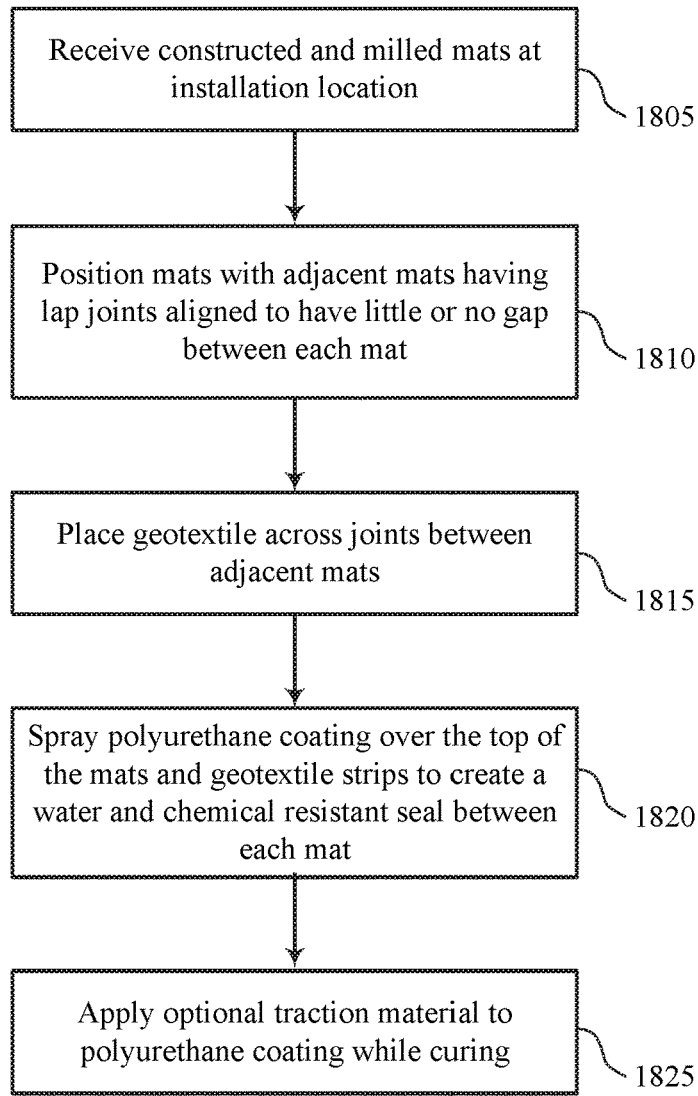 Receive constructed and milled mats at
installation location
1805
Position mats with adjacent mats having
lap joints aligned to have little or no gap
between each mat
1810
Place geotextile across joints between
adjacent mats
1815
Spray polyurethane coating over the top of
the mats and geotextile strips to create a
water and chemical resistant seal between
each mat
1820
Apply optional traction material to
polyurethane coating while curing
1825